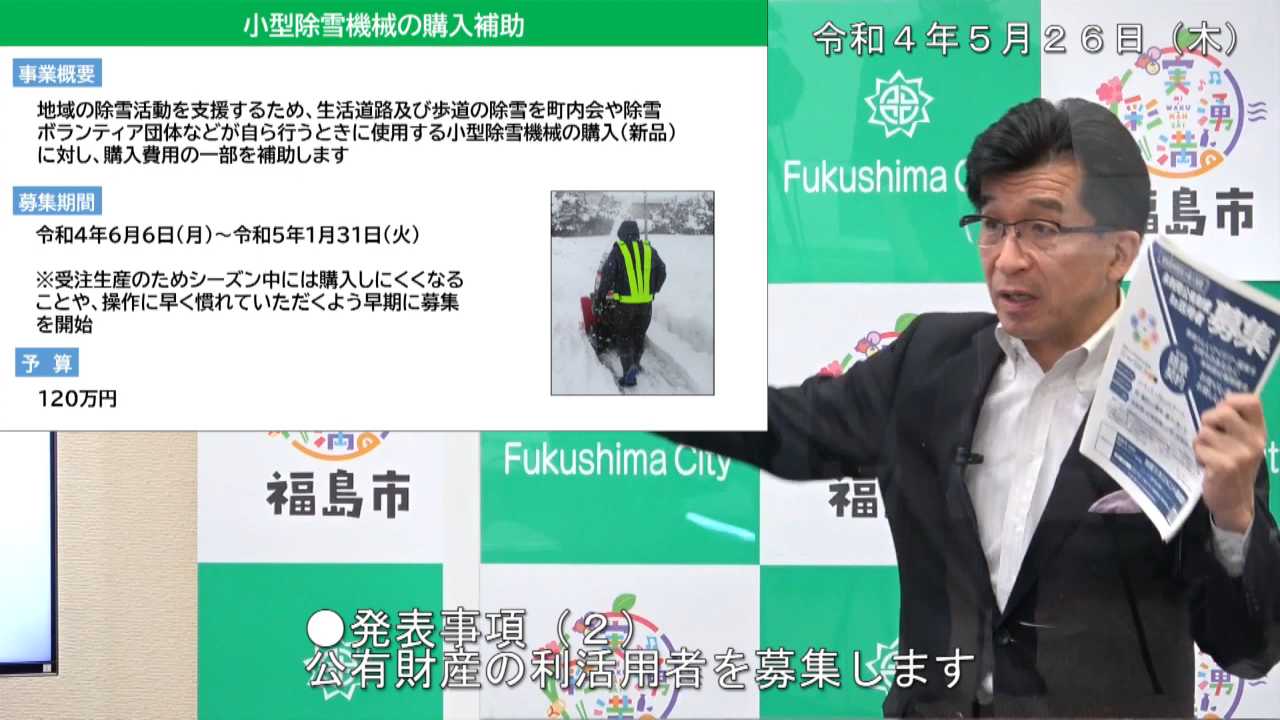 小型除雪機械の購入補助
事業概要
地域の除雪活動を支援するため、生活道路及び歩道の除雪を町内会や除雪
ボランティア団体などが自ら行うときに使用する小型除雪機械の購入(新品)
に対し、購入費用の一部を補助します
募集期間
令和4年6月6日(月)~令和5年1月31日(火)
※受注生産のためシーズン中には購入しにくくなる
ことや、操作に早く慣れていただくよう早期に募集
を開始
予 算
120万円
令和4年5月26日(木)
Fukushima
実湧彩満
MI WAKU MAN SAI
福島市
募集
福島市
Fukushima City
福
●発表事項(2)
公有財産の利活用者を募集します